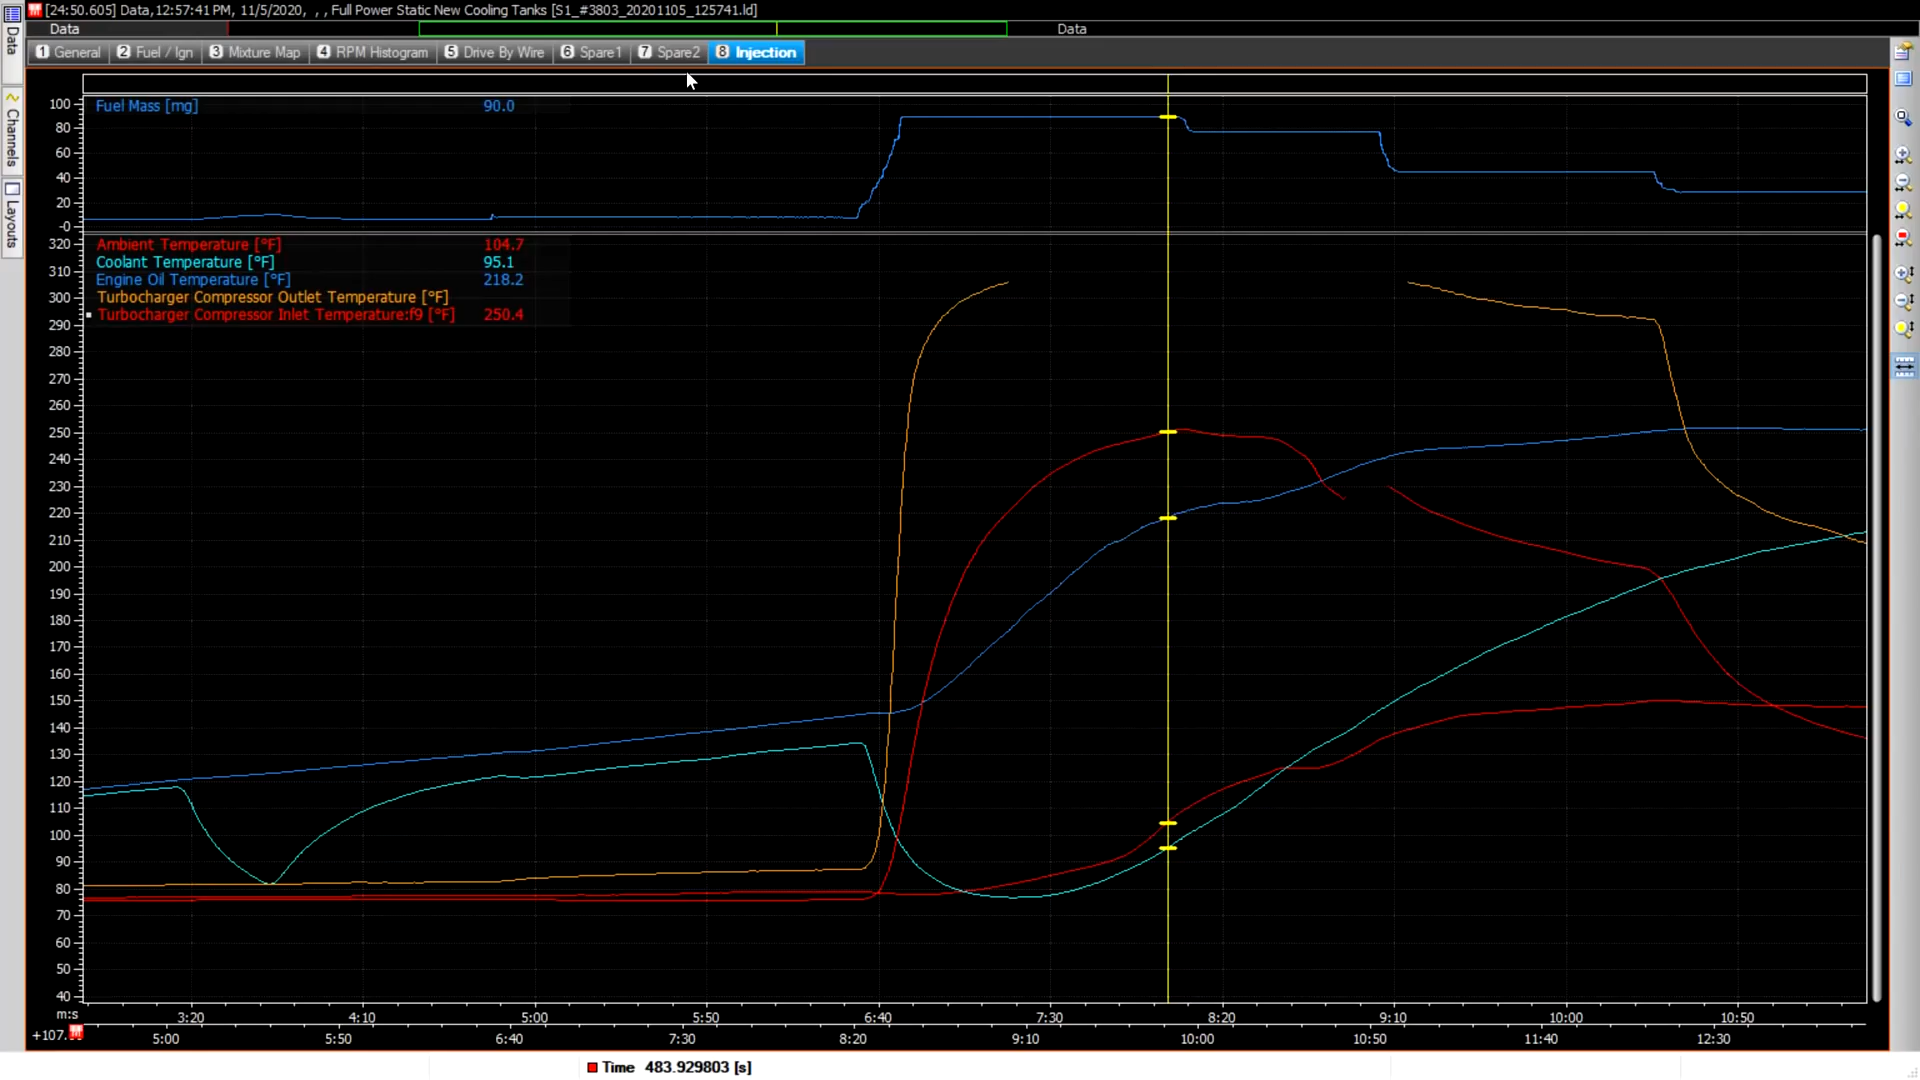 [24:50.605] Data,12:57:41 PM, 11/5/2020, , , Full Power Static New Cooling Tanks [S1_#3803_20201105_125741.ld]
Data Data
1 General 2 Fuel / Ign 3 Mixture Map 4 RPM Histogram 5 Drive By Wire 6 Spare1 7 Spare2 8 Injection
Data
Channels
Layouts
Fuel Mass [mg] 90.0
100
80
60
40
20
-0
Ambient Temperature [°F] 104.7
Coolant Temperature [°F] 95.1
Engine Oil Temperature [°F] 218.2
Turbocharger Compressor Outlet Temperature [°F]
Turbocharger Compressor Inlet Temperature:f9 [°F] 250.4
320
310
300
290
280
270
260
250
240
230
220
210
200
190
180
170
160
150
140
130
120
110
100
90
80
70
60
50
40
m:s 3:20 4:10 5:00 5:50 6:40 7:30 8:20 9:10 10:00 10:50
+107. 5:00 5:50 6:40 7:30 8:20 9:10 10:00 10:50 11:40 12:30
Time 483.929803 [s]